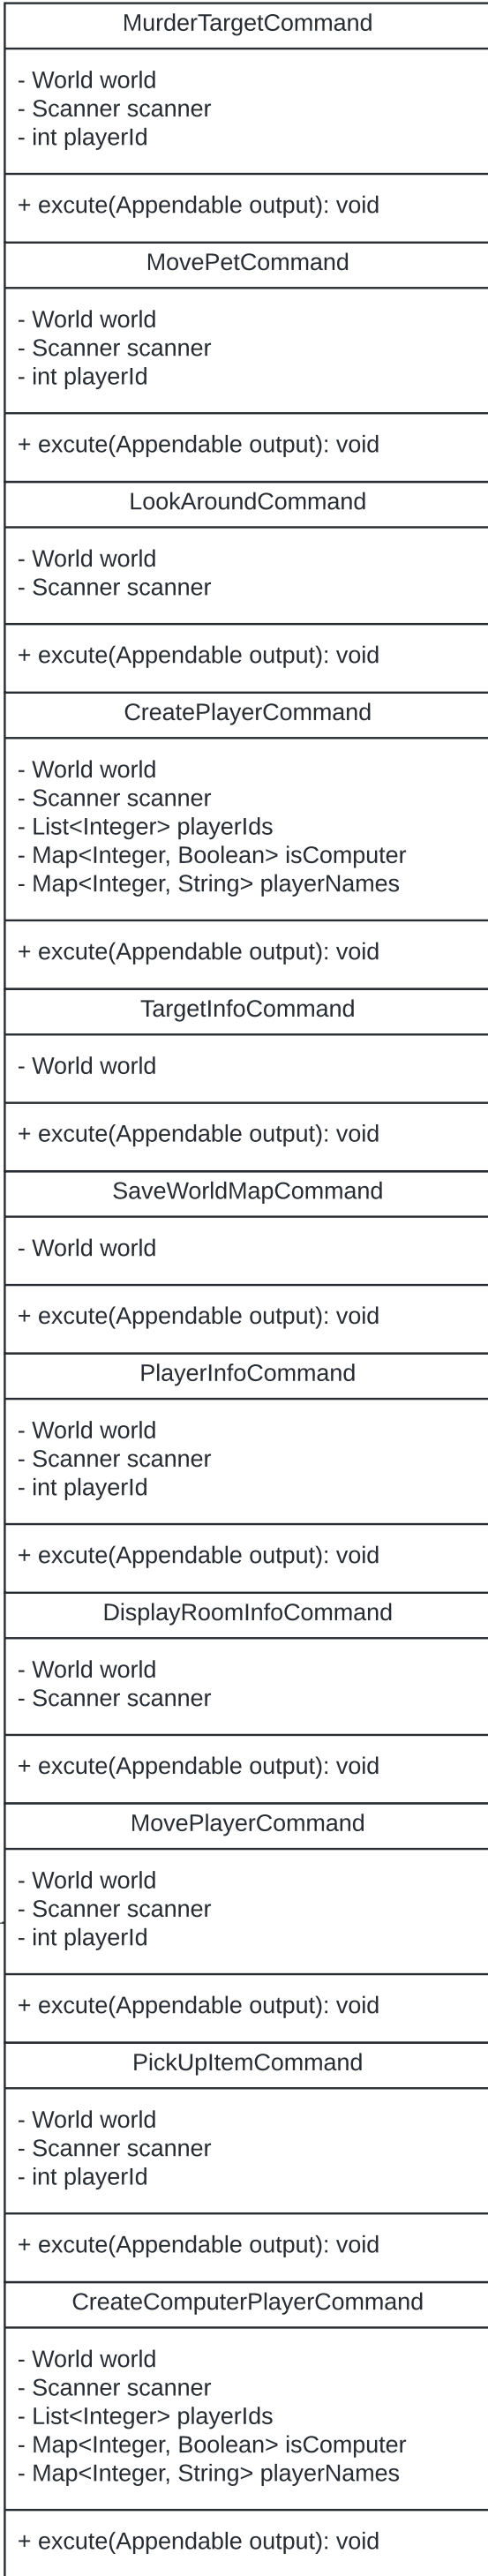 MurderTargetCommand
- World world
- Scanner scanner
- int playerId
+ excute(Appendable output): void
MovePetCommand
- World world
- Scanner scanner
- int playerId
+ excute(Appendable output): void
LookAroundCommand
- World world
- Scanner scanner
+ excute(Appendable output): void
CreatePlayerCommand
- World world
- Scanner scanner
- List<Integer> playerIds
- Map<Integer, Boolean> isComputer
- Map<Integer, String> playerNames
+ excute(Appendable output): void
TargetInfoCommand
- World world
+ excute(Appendable output): void
SaveWorldMapCommand
- World world
+ excute(Appendable output): void
PlayerInfoCommand
- World world
- Scanner scanner
- int playerId
+ excute(Appendable output): void
DisplayRoomInfoCommand
- World world
- Scanner scanner
+ excute(Appendable output): void
MovePlayerCommand
- World world
- Scanner scanner
- int playerId
+ excute(Appendable output): void
PickUpItemCommand
- World world
- Scanner scanner
- int playerId
+ excute(Appendable output): void
CreateComputerPlayerCommand
- World world
- Scanner scanner
- List<Integer> playerIds
- Map<Integer, Boolean> isComputer
- Map<Integer, String> playerNames
+ excute(Appendable output): void